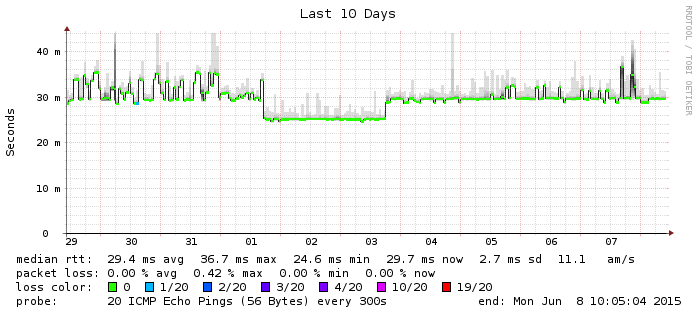 Last 10 Days
RRDTOOL / TOBI OETIKER
Seconds
40 m
30 m
20 m
10 m
0
29 30 31 01 02 03 04 05 06 07
median rtt: 29.4 ms avg 36.7 ms max 24.6 ms min 29.7 ms now 2.7 ms sd 11.1 am/s
packet loss: 0.00 % avg 0.42 % max 0.00 % min 0.00 % now
loss color: 0 1/20 2/20 3/20 4/20 10/20 19/20
probe: 20 ICMP Echo Pings (56 Bytes) every 300s end: Mon Jun 8 10:05:04 2015